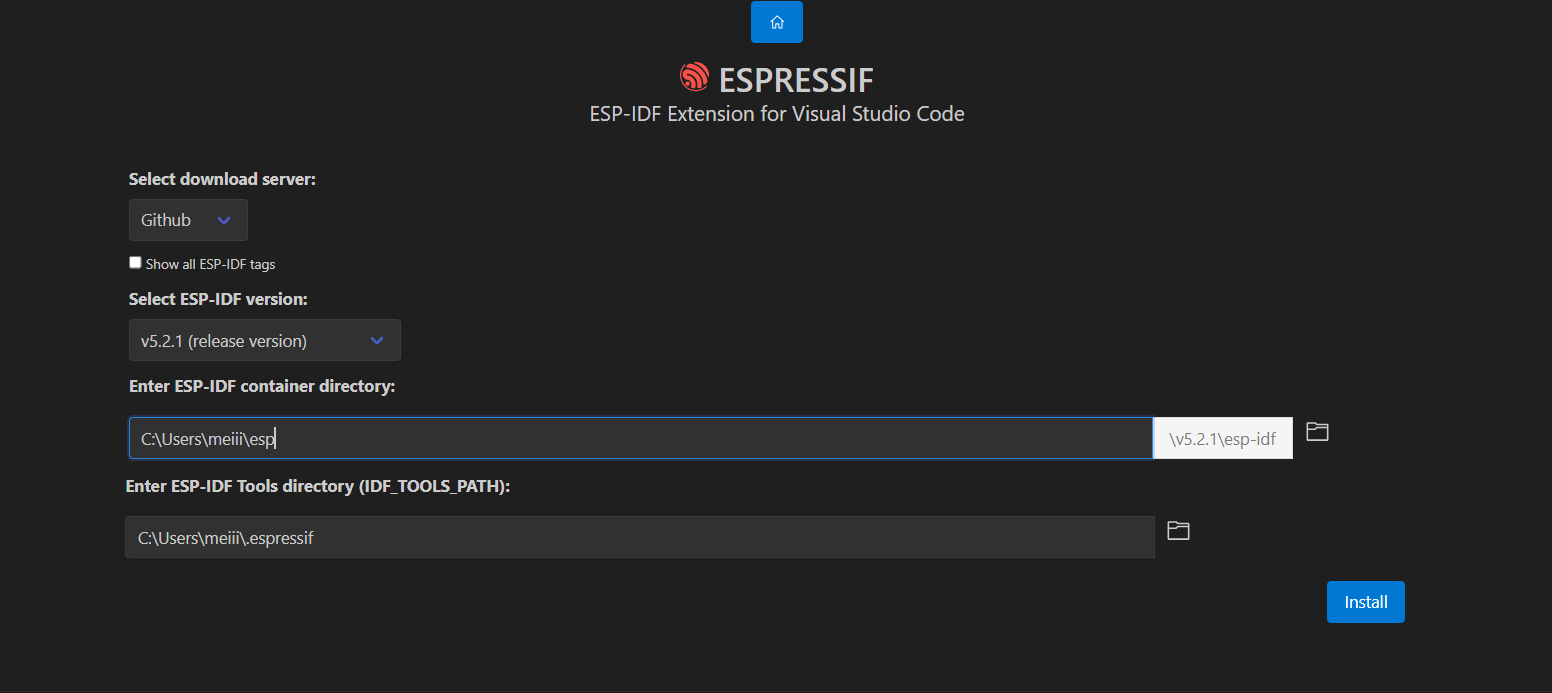 ESPRESSIF
ESP-IDF Extension for Visual Studio Code
Select download server:
Github
Show all ESP-IDF tags
Select ESP-IDF version:
v5.2.1 (release version)
Enter ESP-IDF container directory:
C:\Users\meiii\esp \v5.2.1\esp-idf
Enter ESP-IDF Tools directory (IDF_TOOLS_PATH):
C:\Users\meiii\.espressif
Install